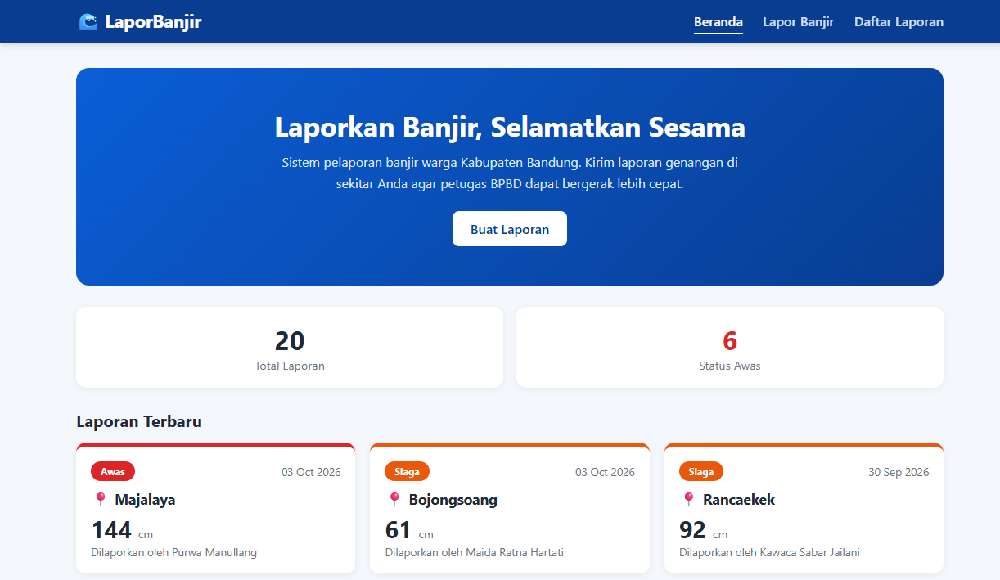 LaporBanjir
Beranda Lapor Banjir Daftar Laporan
Laporkan Banjir, Selamatkan Sesama
Sistem pelaporan banjir warga Kabupaten Bandung. Kirim laporan genangan di
sekitar Anda agar petugas BPBD dapat bergerak lebih cepat.
Buat Laporan
20
Total Laporan
6
Status Awas
Laporan Terbaru
Awas 03 Oct 2026
Majalaya
144 cm
Dilaporkan oleh Purwa Manullang
Siaga 03 Oct 2026
Bojongsoang
61 cm
Dilaporkan oleh Maida Ratna Hartati
Siaga 30 Sep 2026
Rancaekek
92 cm
Dilaporkan oleh Kawaca Sabar Jailani